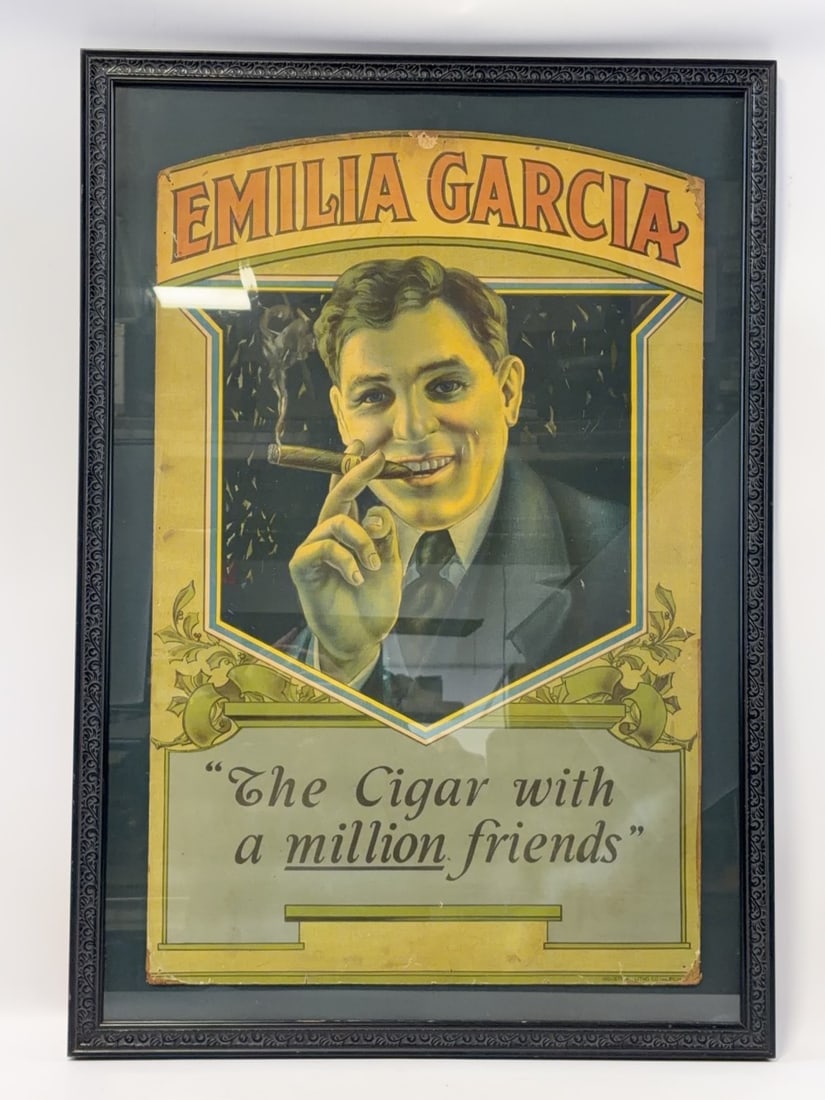 EMILIA GARCIA
“The Cigar with
a million friends”